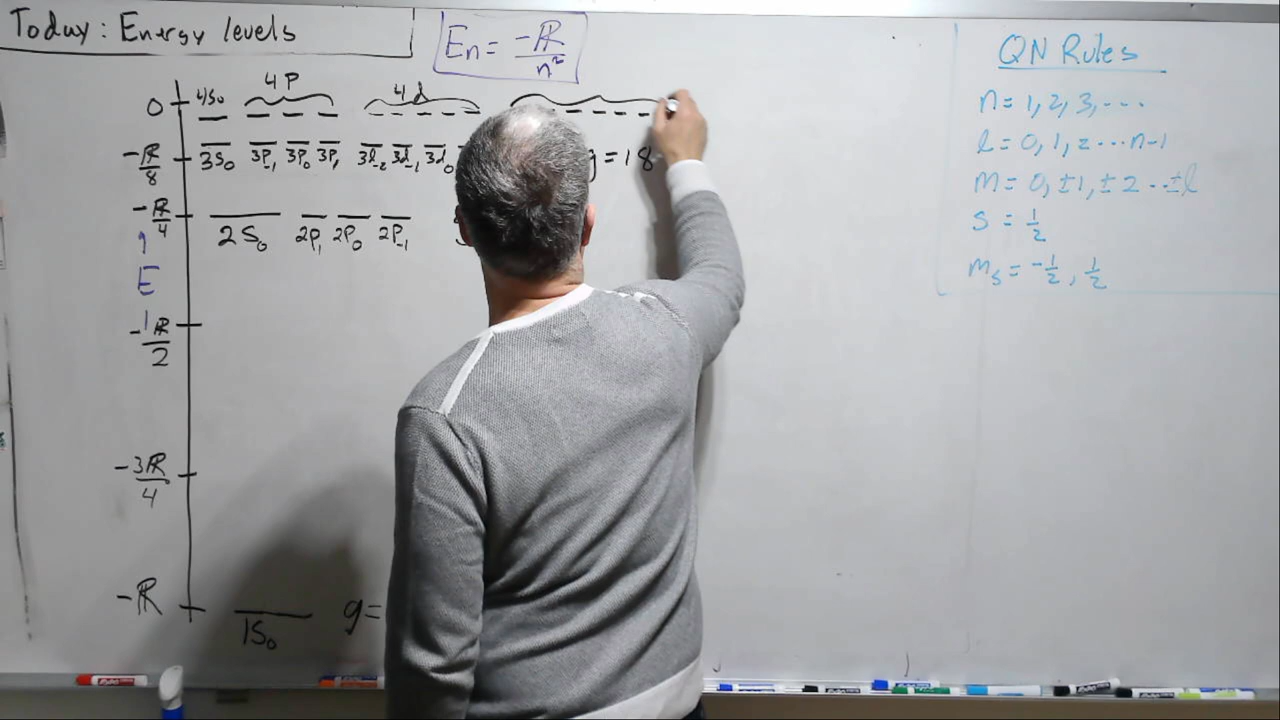 Today: Energy levels
En = -R/n²
QN Rules
n = 1, 2, 3, ...
l = 0, 1, 2 ... n-1
m = 0, ±1, ±2 ... ±l
s = 1/2
ms = -1/2, 1/2
4s0 4p 4d
0
3s0 3p-1 3p0 3p1 3d-2 3d-1 3d0 g = 18
-R/8
2s0 2p1 2p0 2p-1
-R/4
↑
E
-R/2
-3R/4
-R
1s0 g=